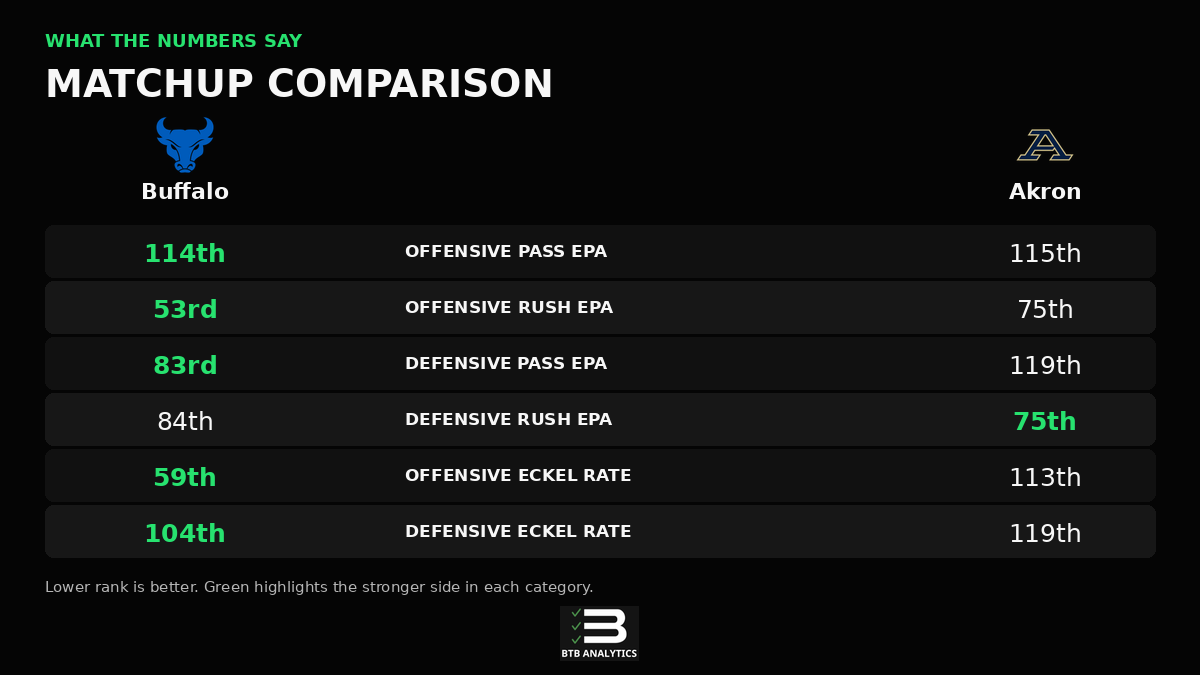 WHAT THE NUMBERS SAY
MATCHUP COMPARISON
Buffalo Akron
114th OFFENSIVE PASS EPA 115th
53rd OFFENSIVE RUSH EPA 75th
83rd DEFENSIVE PASS EPA 119th
84th DEFENSIVE RUSH EPA 75th
59th OFFENSIVE ECKEL RATE 113th
104th DEFENSIVE ECKEL RATE 119th
Lower rank is better. Green highlights the stronger side in each category.
B
BTB ANALYTICS